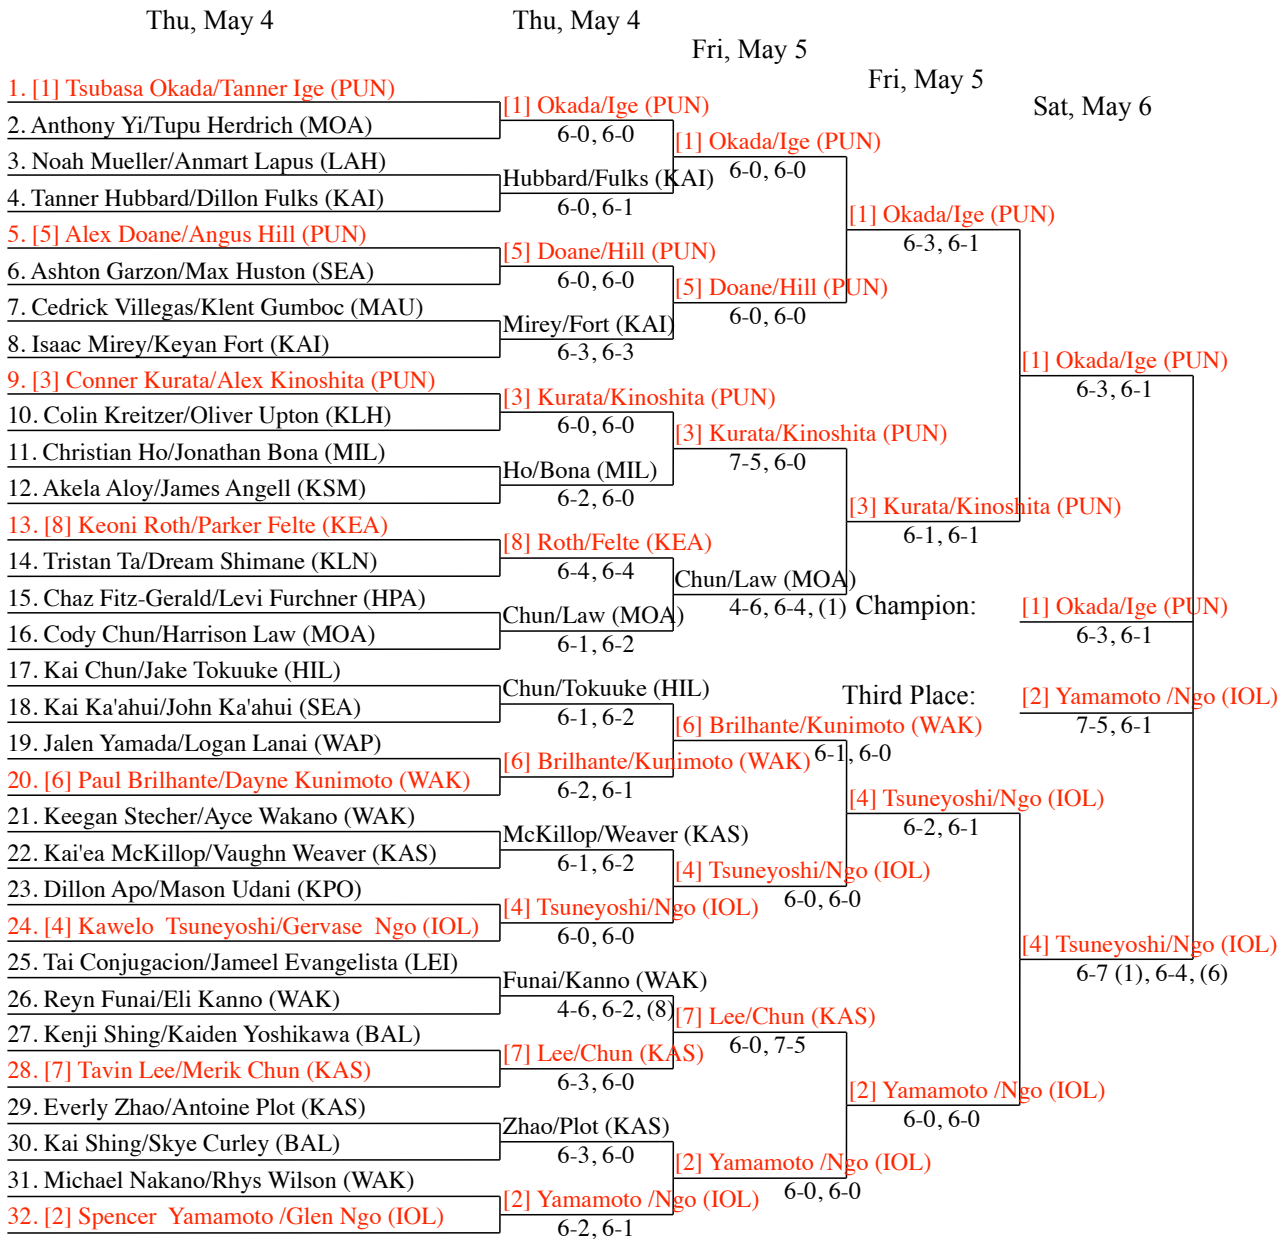 Thu, May 4
Thu, May 4
Fri, May 5
Fri, May 5
Sat, May 6
1. [1] Tsubasa Okada/Tanner Ige (PUN)
2. Anthony Yi/Tupu Herdrich (MOA)
3. Noah Mueller/Anmart Lapus (LAH)
4. Tanner Hubbard/Dillon Fulks (KAI)
5. [5] Alex Doane/Angus Hill (PUN)
6. Ashton Garzon/Max Huston (SEA)
7. Cedrick Villegas/Klent Gumboc (MAU)
8. Isaac Mirey/Keyan Fort (KAI)
9. [3] Conner Kurata/Alex Kinoshita (PUN)
10. Colin Kreitzer/Oliver Upton (KLH)
11. Christian Ho/Jonathan Bona (MIL)
12. Akela Aloy/James Angell (KSM)
13. [8] Keoni Roth/Parker Felte (KEA)
14. Tristan Ta/Dream Shimane (KLN)
15. Chaz Fitz-Gerald/Levi Furchner (HPA)
16. Cody Chun/Harrison Law (MOA)
17. Kai Chun/Jake Tokuuke (HIL)
18. Kai Ka'ahui/John Ka'ahui (SEA)
19. Jalen Yamada/Logan Lanai (WAP)
20. [6] Paul Brilhante/Dayne Kunimoto (WAK)
21. Keegan Stecher/Ayce Wakano (WAK)
22. Kai'ea McKillop/Vaughn Weaver (KAS)
23. Dillon Apo/Mason Udani (KPO)
24. [4] Kawelo  Tsuneyoshi/Gervase  Ngo (IOL)
25. Tai Conjugacion/Jameel Evangelista (LEI)
26. Reyn Funai/Eli Kanno (WAK)
27. Kenji Shing/Kaiden Yoshikawa (BAL)
28. [7] Tavin Lee/Merik Chun (KAS)
29. Everly Zhao/Antoine Plot (KAS)
30. Kai Shing/Skye Curley (BAL)
31. Michael Nakano/Rhys Wilson (WAK)
32. [2] Spencer  Yamamoto /Glen Ngo (IOL)
[1] Okada/Ige (PUN)
6-0, 6-0
Hubbard/Fulks (KAI)
6-0, 6-1
[5] Doane/Hill (PUN)
6-0, 6-0
Mirey/Fort (KAI)
6-3, 6-3
[3] Kurata/Kinoshita (PUN)
6-0, 6-0
Ho/Bona (MIL)
6-2, 6-0
[8] Roth/Felte (KEA)
6-4, 6-4
Chun/Law (MOA)
6-1, 6-2
Chun/Tokuuke (HIL)
6-1, 6-2
[6] Brilhante/Kunimoto (WAK)
6-2, 6-1
McKillop/Weaver (KAS)
6-1, 6-2
[4] Tsuneyoshi/Ngo (IOL)
6-0, 6-0
Funai/Kanno (WAK)
4-6, 6-2, (8)
[7] Lee/Chun (KAS)
6-3, 6-0
Zhao/Plot (KAS)
6-3, 6-0
[2] Yamamoto /Ngo (IOL)
6-2, 6-1
[1] Okada/Ige (PUN)
6-0, 6-0
[5] Doane/Hill (PUN)
6-0, 6-0
[3] Kurata/Kinoshita (PUN)
7-5, 6-0
Chun/Law (MOA)
4-6, 6-4, (1)
[6] Brilhante/Kunimoto (WAK)
6-1, 6-0
[4] Tsuneyoshi/Ngo (IOL)
6-0, 6-0
[7] Lee/Chun (KAS)
6-0, 7-5
[2] Yamamoto /Ngo (IOL)
6-0, 6-0
[1] Okada/Ige (PUN)
6-3, 6-1
[3] Kurata/Kinoshita (PUN)
6-1, 6-1
[4] Tsuneyoshi/Ngo (IOL)
6-2, 6-1
[2] Yamamoto /Ngo (IOL)
6-0, 6-0
[1] Okada/Ige (PUN)
6-3, 6-1
[4] Tsuneyoshi/Ngo (IOL)
6-7 (1), 6-4, (6)
Champion:
[1] Okada/Ige (PUN)
6-3, 6-1
Third Place:
[2] Yamamoto /Ngo (IOL)
7-5, 6-1